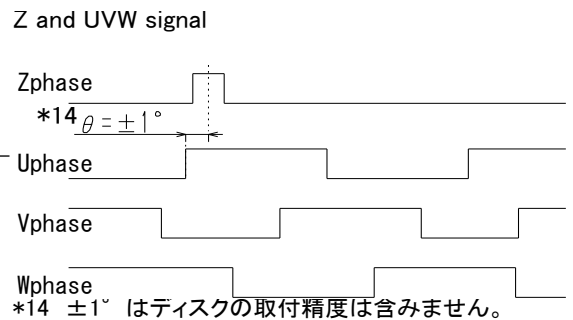 Z and UVW signal
Zphase
*14 θ=±1°
Uphase
Vphase
Wphase
*14 ±1° はディスクの取付精度は含みません。